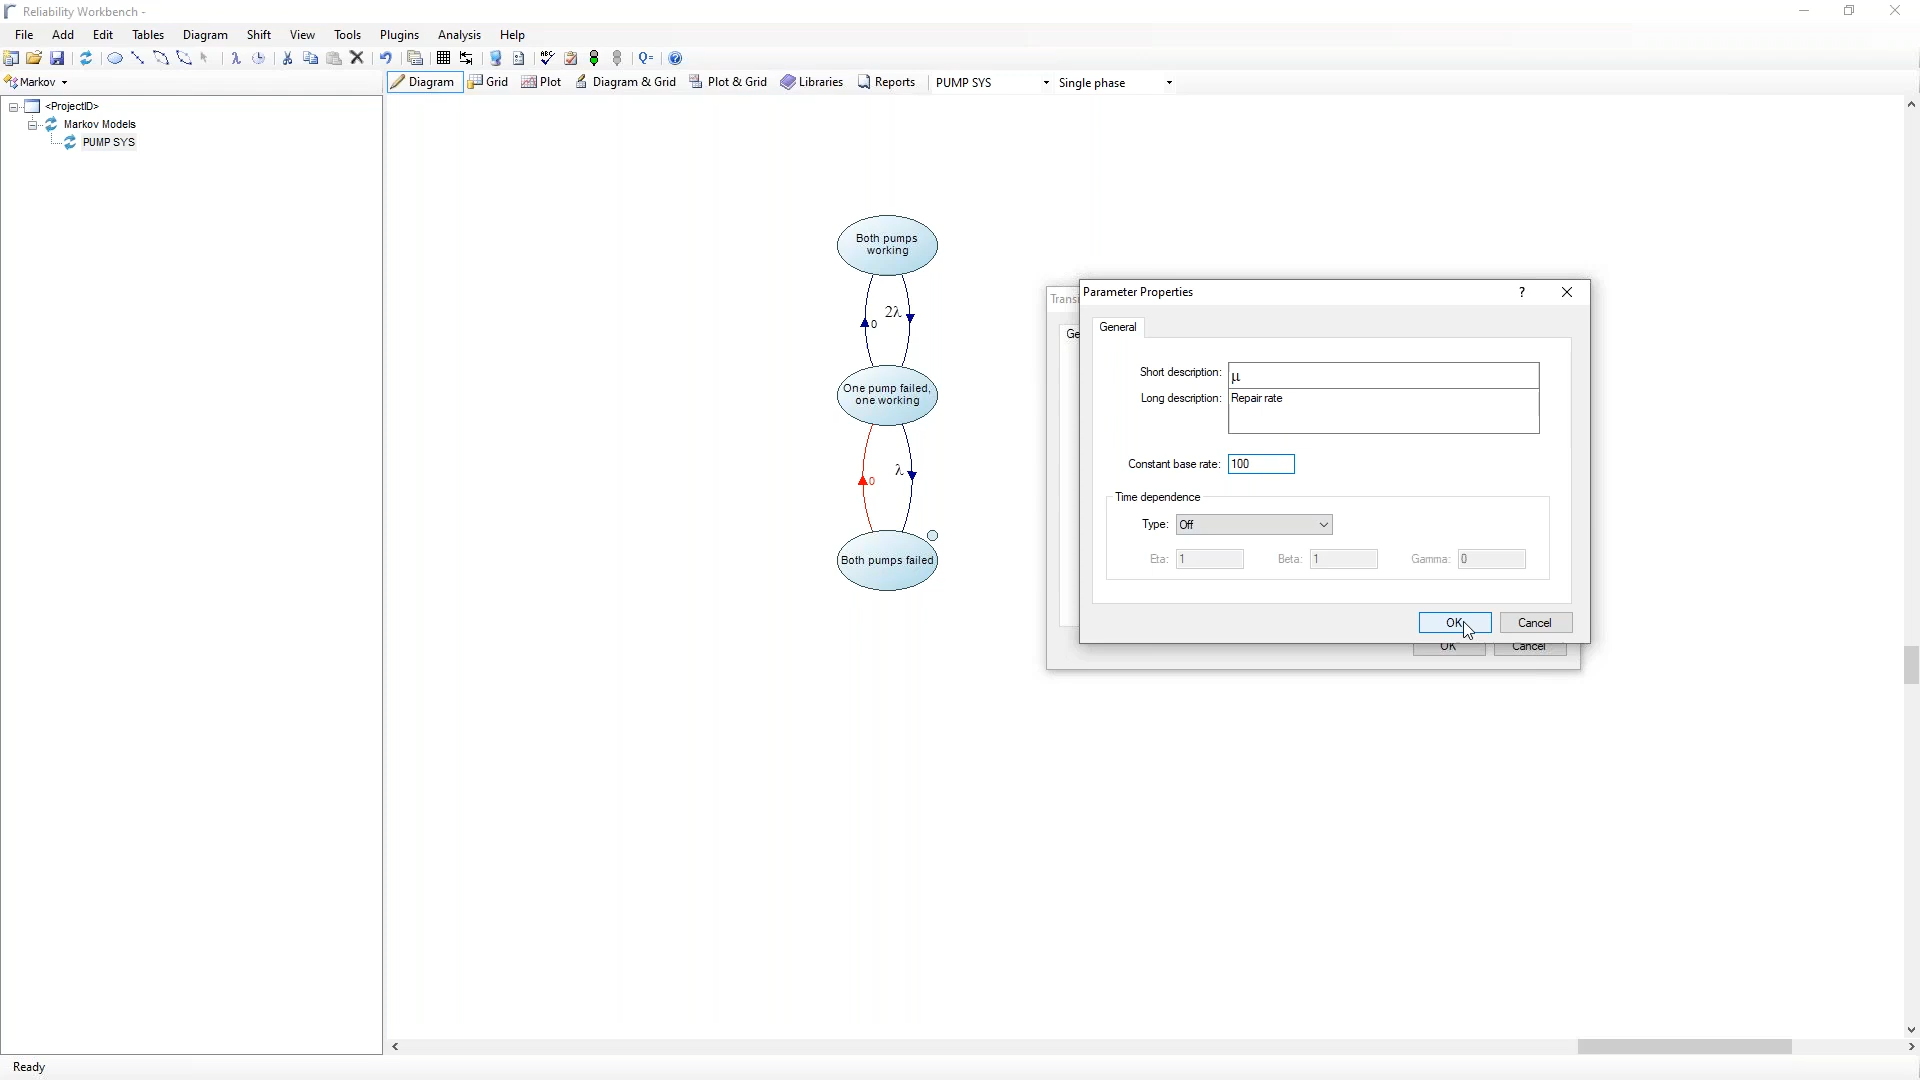 Reliability Workbench -
File Add Edit Tables Diagram Shift View Tools Plugins Analysis Help
λ ABC Q= ?
Markov Diagram Grid Plot Diagram & Grid Plot & Grid Libraries Reports PUMP SYS Single phase
<ProjectID>
Markov Models
PUMP SYS
Both pumps
working
0 2λ
One pump failed,
one working
0 λ
Both pumps failed
Trans
Ge
Parameter Properties ?
General
Short description: μ
Long description: Repair rate
Constant base rate: 100
Time dependence
Type: Off
Eta: 1 Beta: 1 Gamma: 0
OK Cancel
OK Cancel
Ready